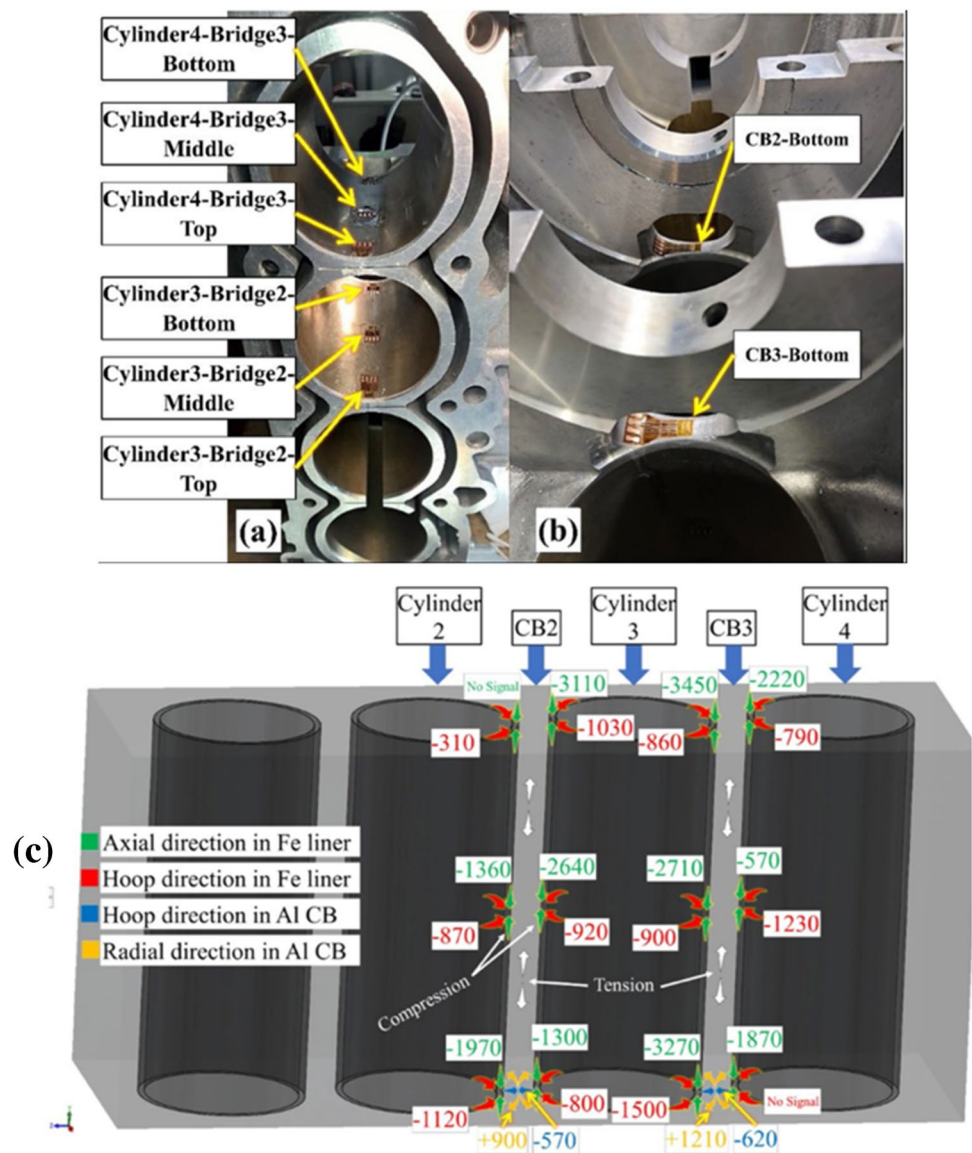 Cylinder4-Bridge3-
Bottom
Cylinder4-Bridge3-
Middle
Cylinder4-Bridge3-
Top
Cylinder3-Bridge2-
Bottom
Cylinder3-Bridge2-
Middle
Cylinder3-Bridge2-
Top
(a)
CB2-Bottom
CB3-Bottom
(b)
Cylinder
2
CB2
Cylinder
3
CB3
Cylinder
4
No Signal
-3110
-3450
-2220
-310
-1030
-860
-790
(c)
Axial direction in Fe liner
Hoop direction in Fe liner
Hoop direction in Al CB
Radial direction in Al CB
-1360
-2640
-2710
-570
-870
-920
-900
-1230
Compression
Tension
-1970
-1300
-3270
-1870
-1120
-800
-1500
No Signal
+900
-570
+1210
-620